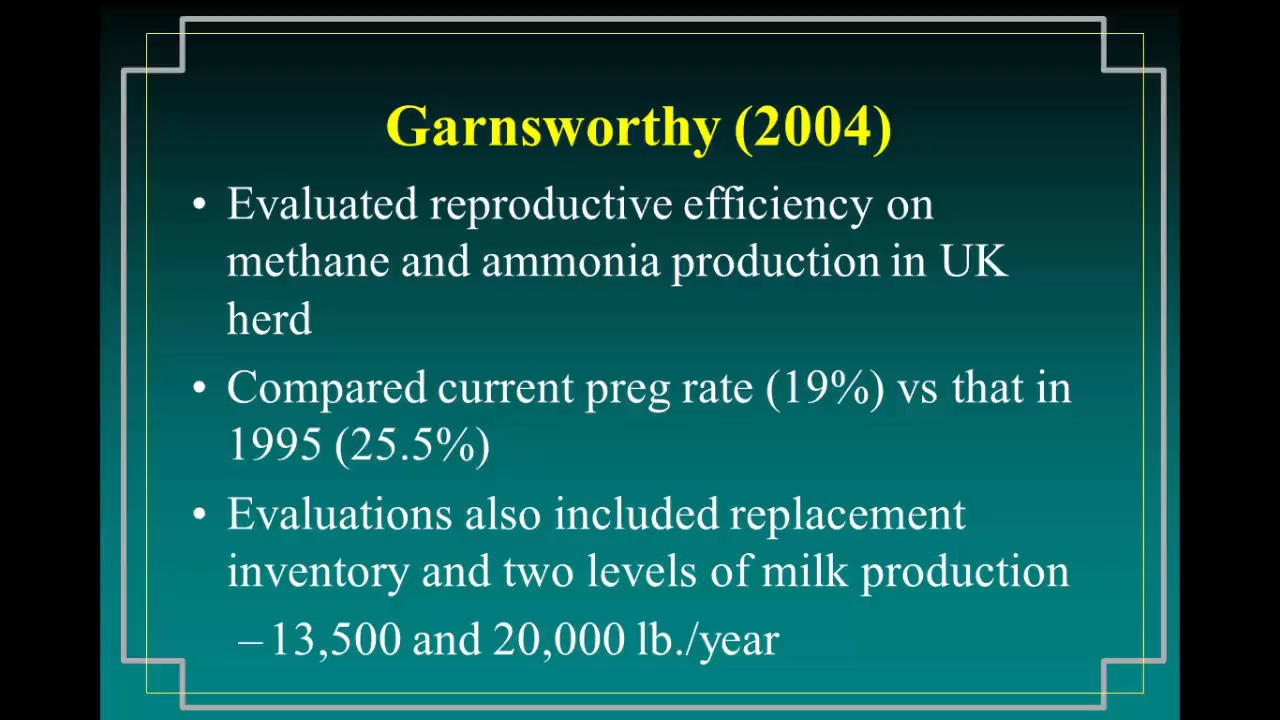 Garnsworthy (2004)
• Evaluated reproductive efficiency on
methane and ammonia production in UK
herd
• Compared current preg rate (19%) vs that in
1995 (25.5%)
• Evaluations also included replacement
inventory and two levels of milk production
– 13,500 and 20,000 lb./year